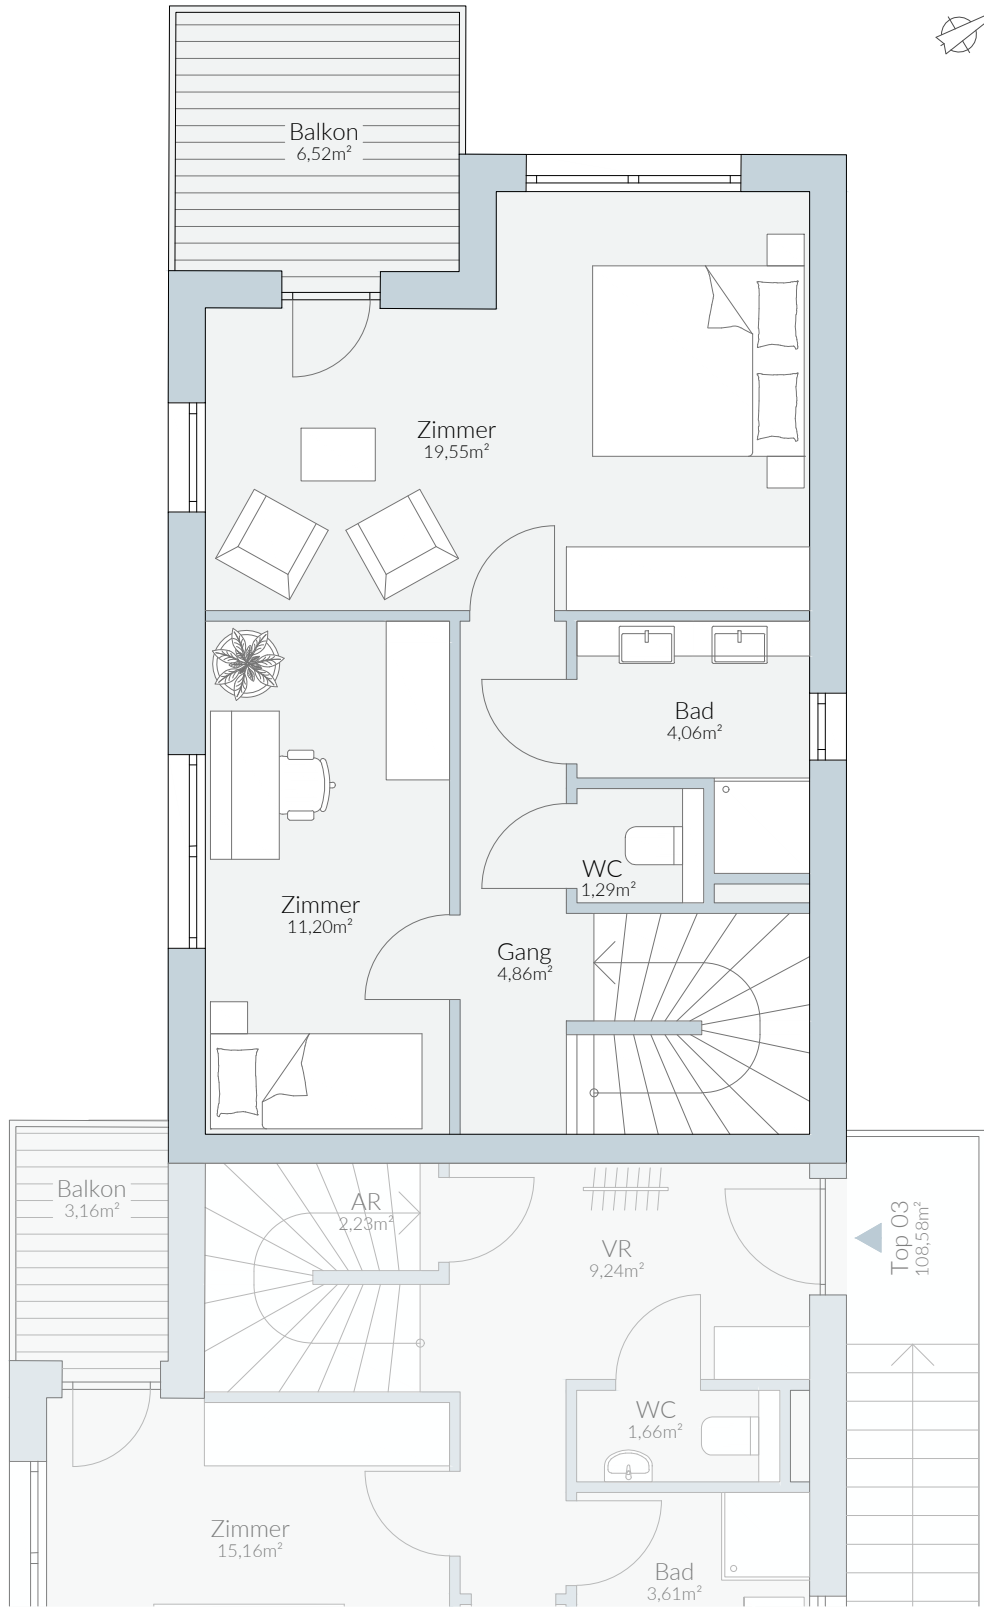 Balkon
6,52m²
Zimmer
19,55m²
Bad
4,06m²
WC
1,29m²
Zimmer
11,20m²
Gang
4,86m²
Balkon
3,16m²
AR
2,23m²
VR
9,24m²
Top 03
108,58m²
WC
1,66m²
Zimmer
15,16m²
Bad
3,61m²